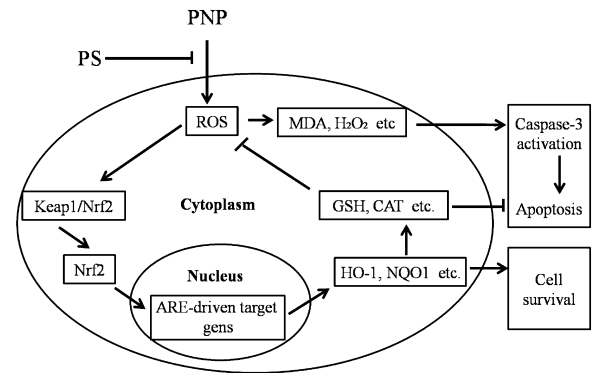 PNP
PS
ROS
MDA, H₂O₂ etc
Caspase-3
activation
Apoptosis
Keap1/Nrf2
Cytoplasm
GSH, CAT etc.
Nrf2
Nucleus
HO-1, NQO1 etc.
Cell
survival
ARE-driven target
gens